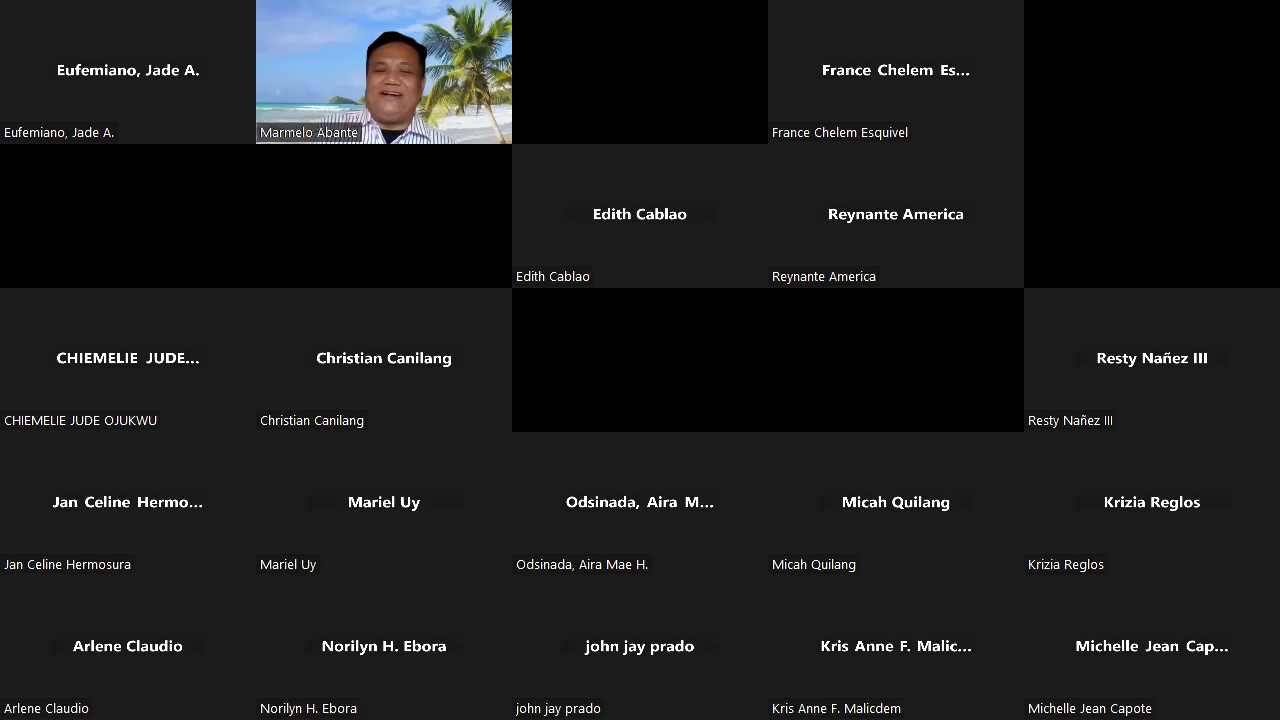 Eufemiano, Jade A.
Eufemiano, Jade A.
Marmelo Abante
France Chelem Es...
France Chelem Esquivel
Edith Cablao
Edith Cablao
Reynante America
Reynante America
CHIEMELIE JUDE...
CHIEMELIE JUDE OJUKWU
Christian Canilang
Christian Canilang
Resty Nañez III
Resty Nañez III
Jan Celine Hermo...
Jan Celine Hermosura
Mariel Uy
Mariel Uy
Odsinada, Aira M...
Odsinada, Aira Mae H.
Micah Quilang
Micah Quilang
Krizia Reglos
Krizia Reglos
Arlene Claudio
Arlene Claudio
Norilyn H. Ebora
Norilyn H. Ebora
john jay prado
john jay prado
Kris Anne F. Malic...
Kris Anne F. Malicdem
Michelle Jean Cap...
Michelle Jean Capote